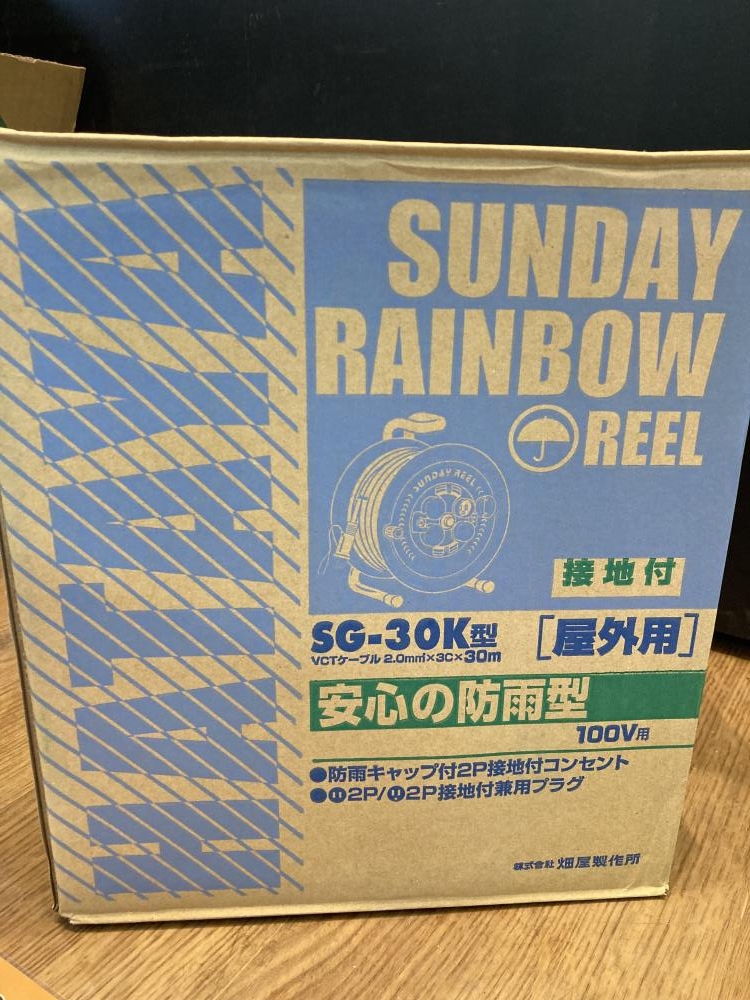 HATAYA
SUNDAY
RAINBOW
REEL
SUNDAY REEL
接地付
SG-30K型
[屋外用]
VCTケーブル 2.0mm²×3C×30m
安心の防雨型
100V用
●防雨キャップ付2P接地付コンセント
●2P/2P接地付兼用プラグ
株式会社 畑屋製作所